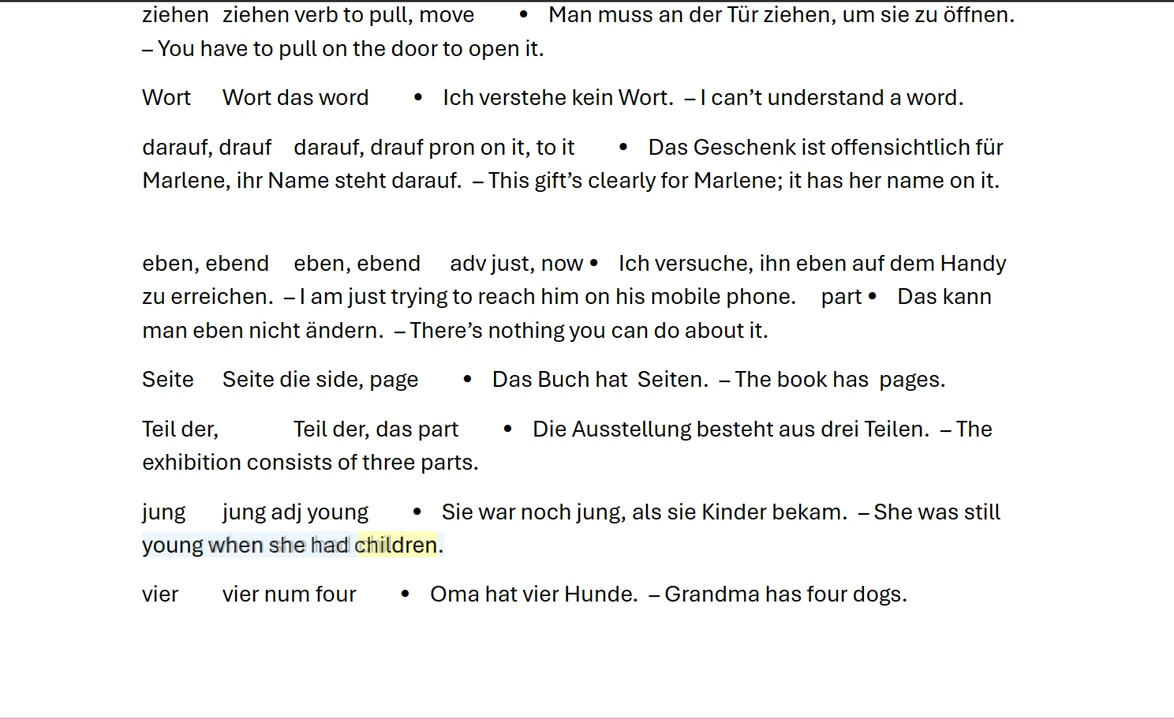 ziehen ziehen verb to pull, move • Man muss an der Tür ziehen, um sie zu öffnen.
– You have to pull on the door to open it.
Wort Wort das word • Ich verstehe kein Wort. – I can’t understand a word.
darauf, drauf darauf, drauf pron on it, to it • Das Geschenk ist offensichtlich für
Marlene, ihr Name steht darauf. – This gift’s clearly for Marlene; it has her name on it.
eben, ebend eben, ebend adv just, now • Ich versuche, ihn eben auf dem Handy
zu erreichen. – I am just trying to reach him on his mobile phone. part • Das kann
man eben nicht ändern. – There’s nothing you can do about it.
Seite Seite die side, page • Das Buch hat Seiten. – The book has pages.
Teil der, Teil der, das part • Die Ausstellung besteht aus drei Teilen. – The
exhibition consists of three parts.
jung jung adj young • Sie war noch jung, als sie Kinder bekam. – She was still
young when she had children.
vier vier num four • Oma hat vier Hunde. – Grandma has four dogs.